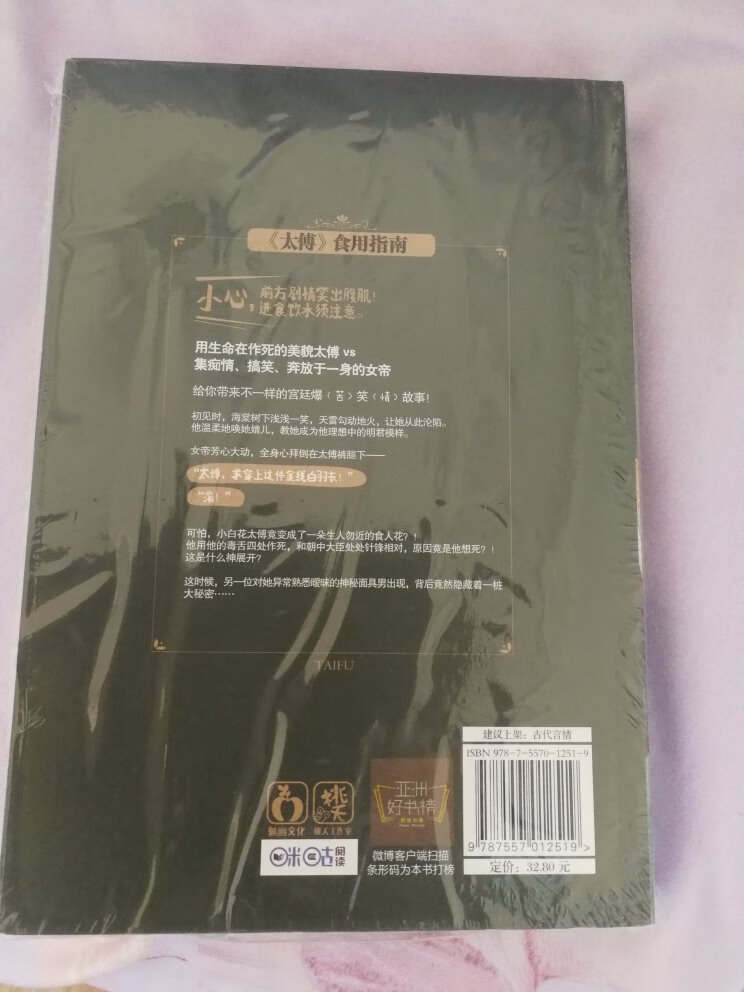 《太傅》食用指南
小心，前方剧情笑出腹肌！
进食饮水须注意。
用生命在作死的美貌太傅 vs
集痴情、搞笑、奔放于一身的女帝
给你带来不一样的宫廷爆（苦）笑（情）故事！
初见时，海棠树下浅浅一笑，天雷勾动地火，让她从此沦陷。
他温柔地唤她婧儿，教她成为他理想中的明君模样。
女帝芳心大动，全身心拜倒在太傅裤腿下——
“太傅，求穿上这件金线白羽衣！”
“滚！”
可怕，小白花太傅竟变成了一朵生人勿近的食人花？！
他用他的毒舌四处作死，和朝中大臣处处针锋相对，原因竟是他想死？！
这是什么神展开？
这时候，另一位对她异常熟悉暧昧的神秘面具男出现，背后竟然隐藏着一桩
大秘密……
TAIFU
建议上架：古代言情
ISBN 978-7-5570-1251-9
9 787557 012519 >
定价：32.80 元
魅丽文化
桃夭
桃夭工作室
咪咕阅读
亚洲好书榜
微博客户端扫描
条形码为本书打榜